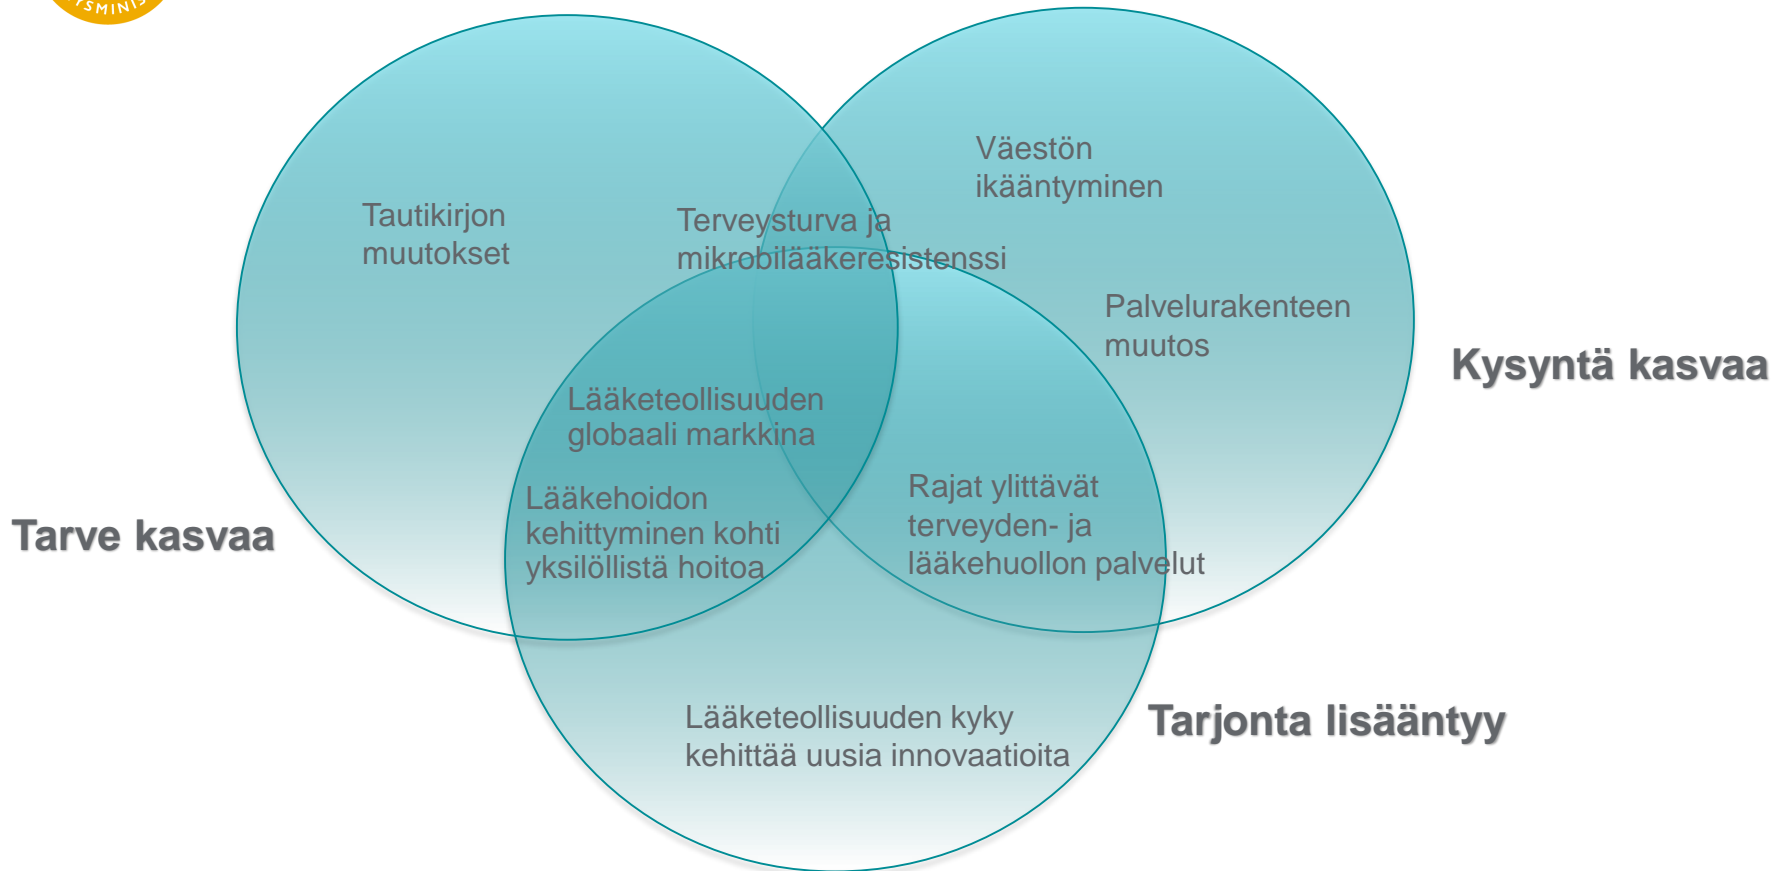 Väestön
ikääntyminen
Tautikirjon
muutokset
Terveysturva ja
mikrobilääkeresistenssi
Palvelurakenteen
muutos
Kysyntä kasvaa
Lääketeollisuuden
globaali markkina
Lääkehoidon
kehittyminen kohti
yksilöllistä hoitoa
Rajat ylittävät
terveyden- ja
lääkehuollon palvelut
Tarve kasvaa
Lääketeollisuuden kyky
kehittää uusia innovaatioita
Tarjonta lisääntyy